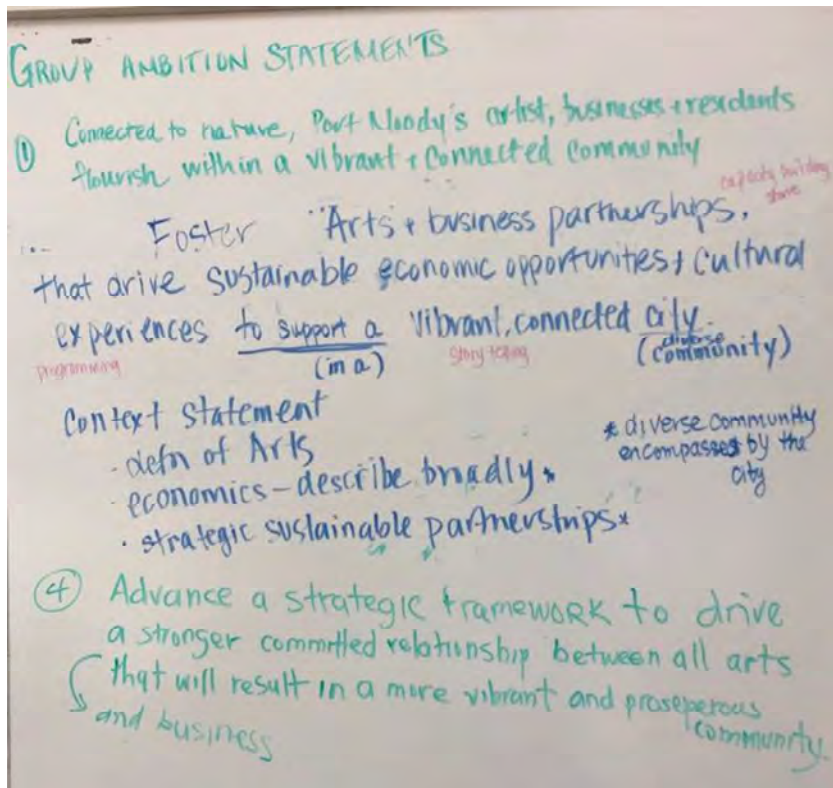 GROUP AMBITION STATEMENTS
① Connected to nature, Port Moody's artist, businesses + residents
flourish within a vibrant + connected community
capacity building
Foster "Arts + business partnerships,
that drive sustainable economic opportunities + cultural
experiences to support a vibrant, connected city.
programming
(in a)
story telling
diverse
(community)
Context statement
· defn of Arts
· economics - describe broadly *
· strategic sustainable partnerships *
* diverse community
encompasses by the
city
④ Advance a strategic framework to drive
a stronger committed relationship between all arts
that will result in a more vibrant and proseperous
community.
and business